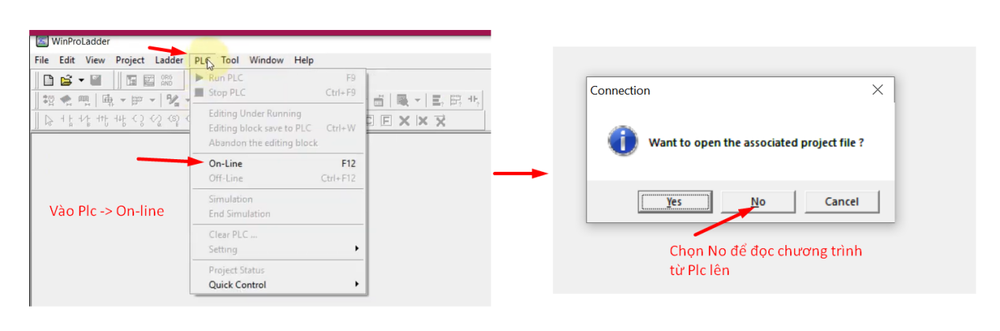 WinProLadder
File Edit View Project Ladder PLC Tool Window Help
Run PLC F9
Stop PLC Ctrl+F9
Editing Under Running
Editing block save to PLC Ctrl+W
Abandon the editing block
On-Line F12
Off-Line Ctrl+F12
Simulation
End Simulation
Clear PLC ...
Setting
Project Status
Quick Control
Vào Plc -> On-line
Connection
Want to open the associated project file ?
Yes No Cancel
Chọn No để đọc chương trình
từ Plc lên